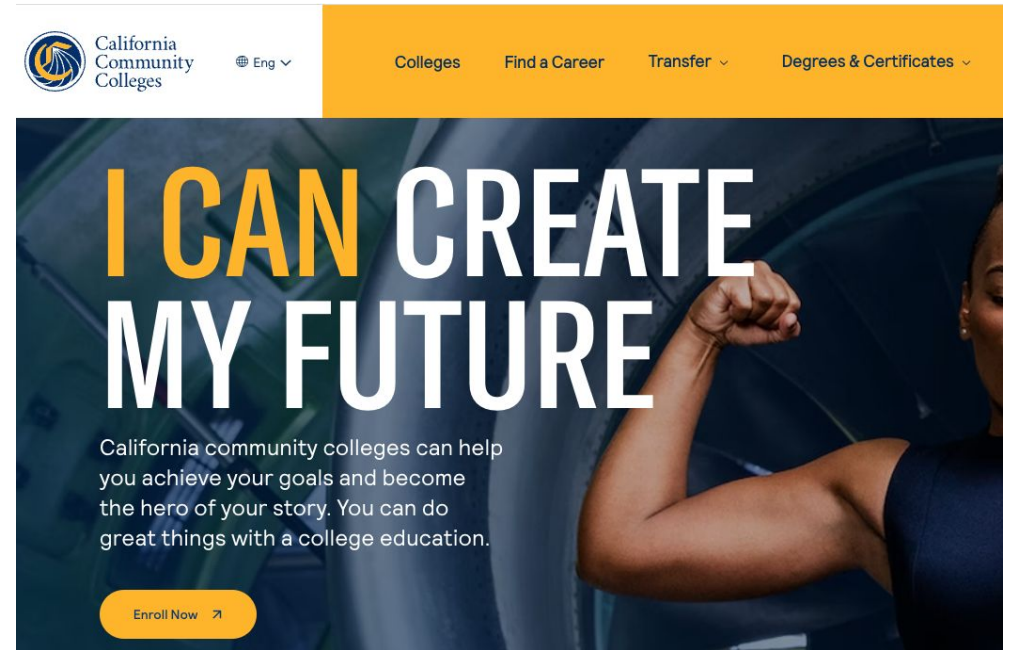 California
Community
Colleges
Eng
Colleges
Find a Career
Transfer
Degrees & Certificates
I CAN CREATE
MY FUTURE
California community colleges can help
you achieve your goals and become
the hero of your story. You can do
great things with a college education.
Enroll Now